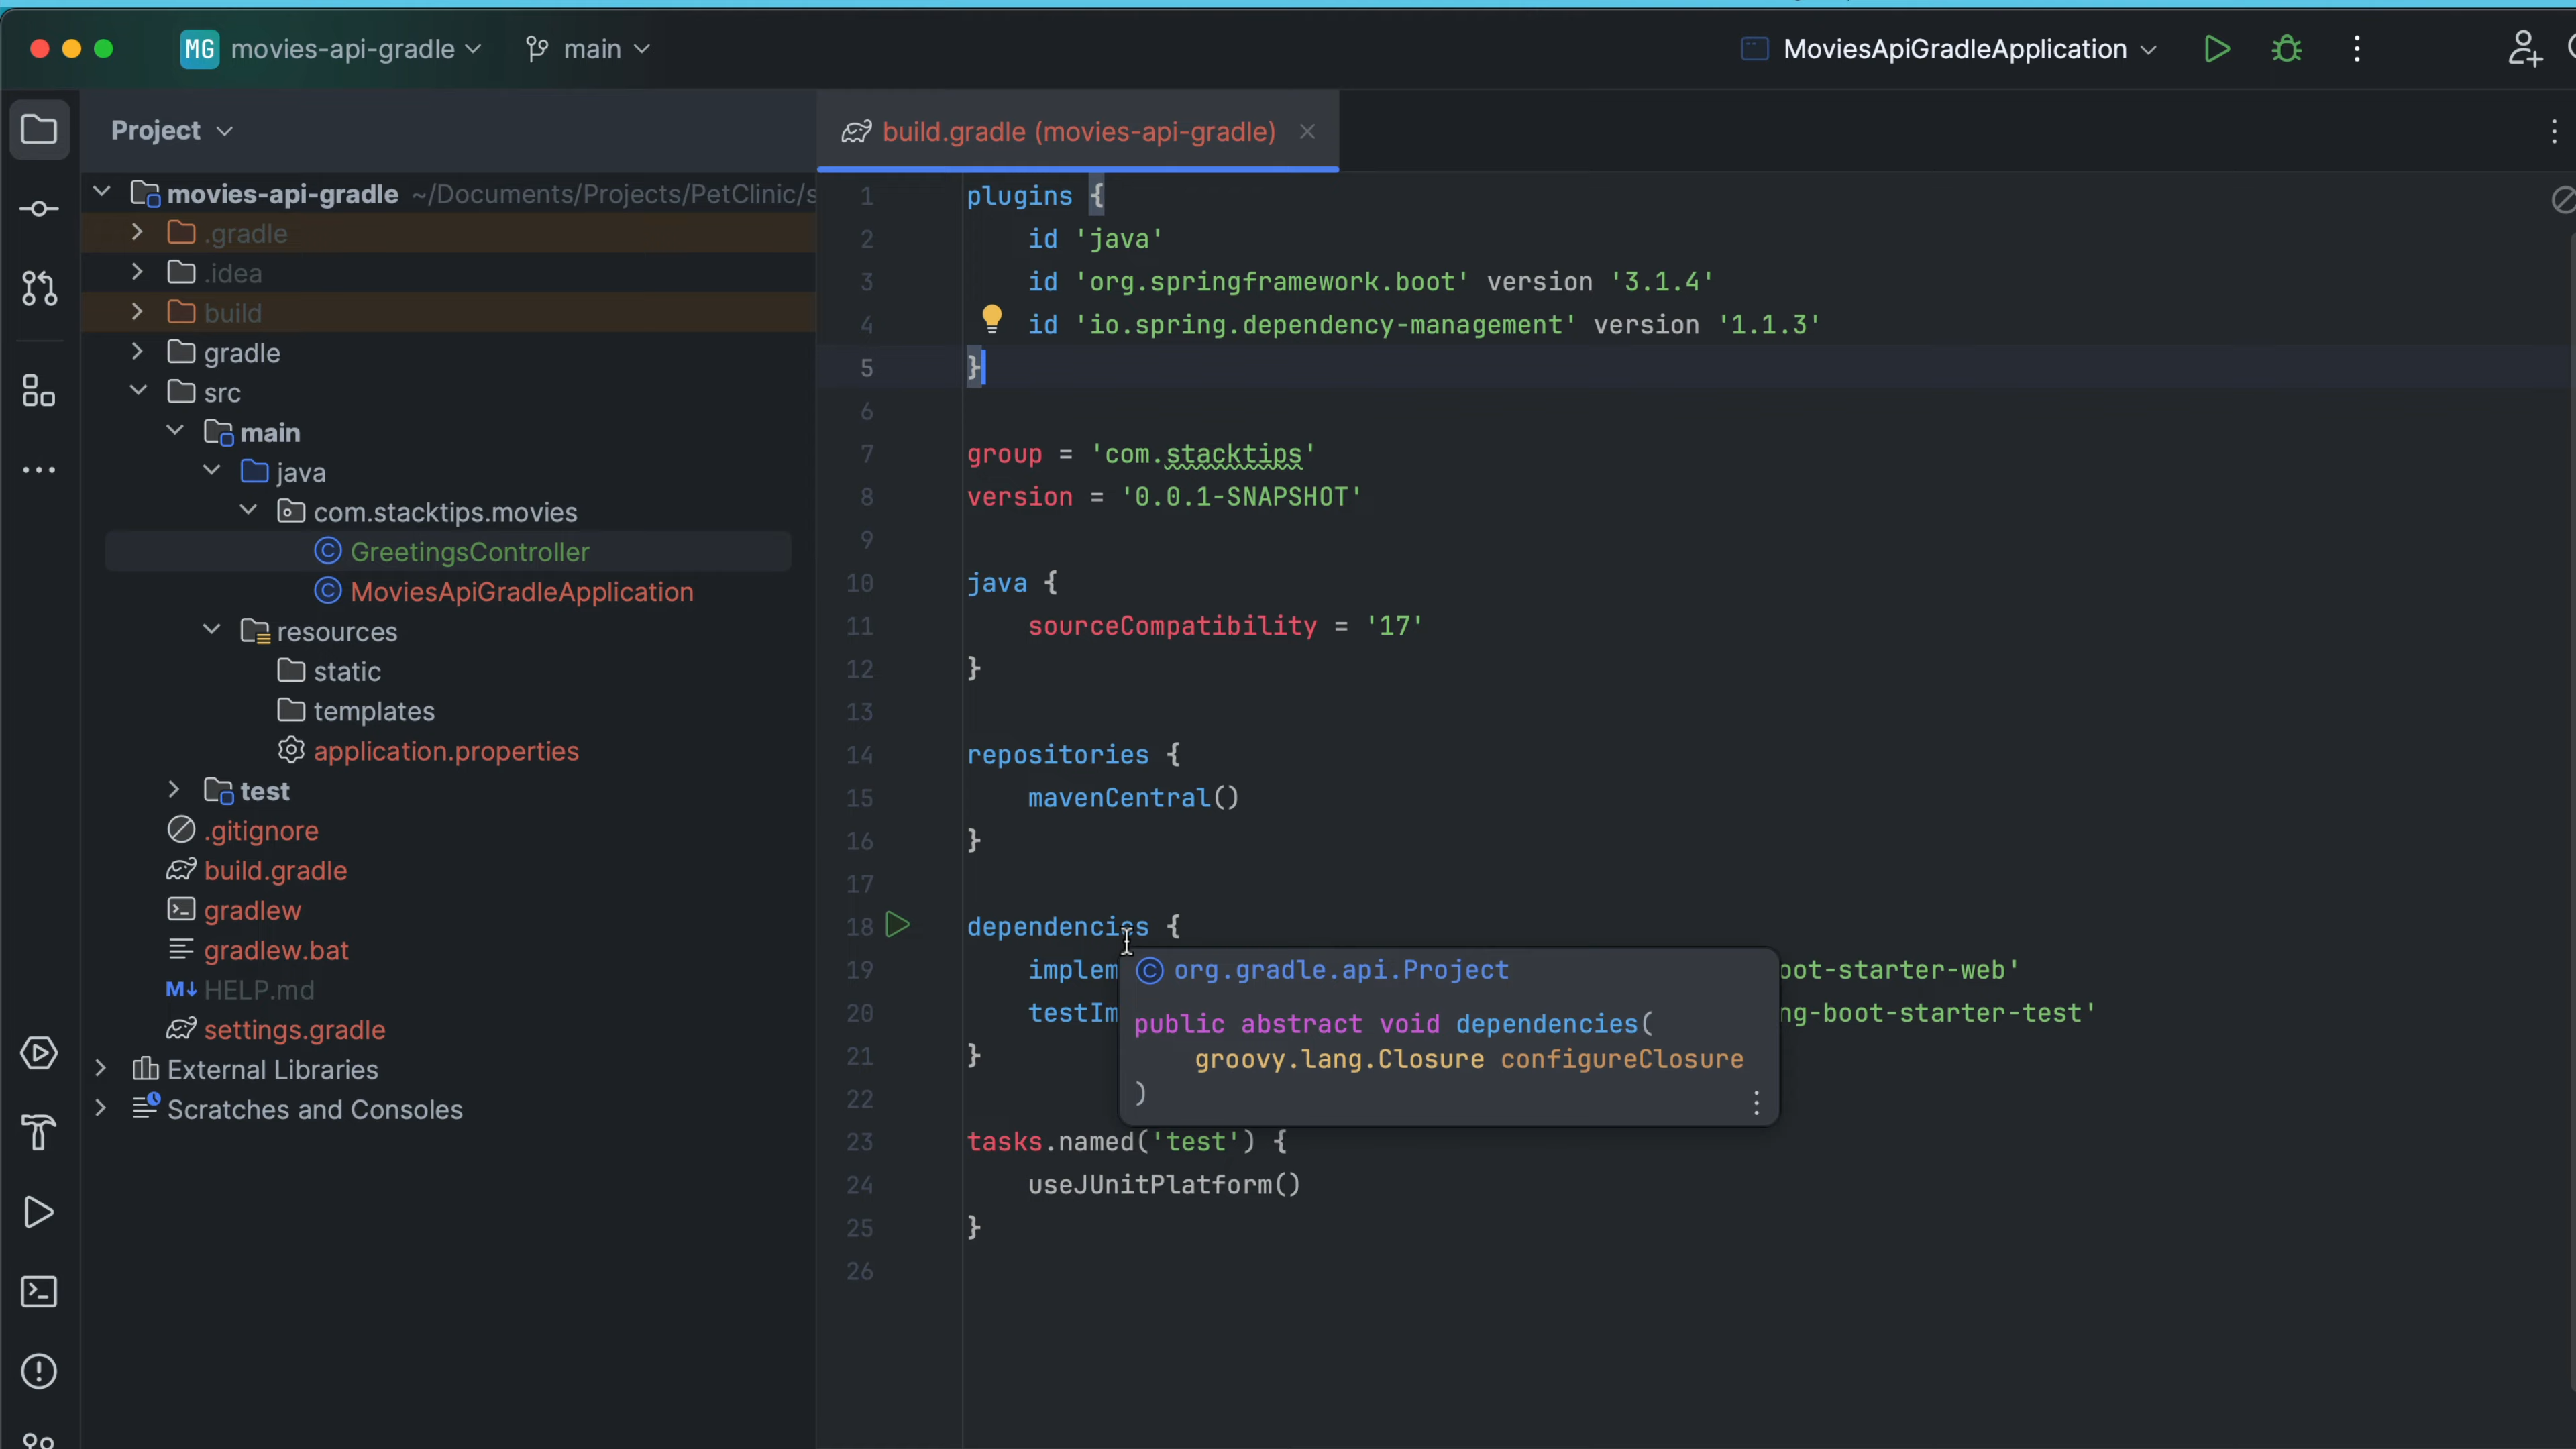 MG movies-api-gradle main MoviesApiGradleApplication
Project
movies-api-gradle ~/Documents/Projects/PetClinic/s
.gradle
.idea
build
gradle
src
main
java
com.stacktips.movies
GreetingsController
MoviesApiGradleApplication
resources
static
templates
application.properties
test
.gitignore
build.gradle
gradlew
gradlew.bat
M↓ HELP.md
settings.gradle
External Libraries
Scratches and Consoles
build.gradle (movies-api-gradle)
1 plugins {
2 id 'java'
3 id 'org.springframework.boot' version '3.1.4'
4 id 'io.spring.dependency-management' version '1.1.3'
5 }
6
7 group = 'com.stacktips'
8 version = '0.0.1-SNAPSHOT'
9
10 java {
11 sourceCompatibility = '17'
12 }
13
14 repositories {
15 mavenCentral()
16 }
17
18 dependencies {
19 implem oot-starter-web'
20 testIm ng-boot-starter-test'
21 }
22
23 tasks.named('test') {
24 useJUnitPlatform()
25 }
26
C org.gradle.api.Project
public abstract void dependencies(
groovy.lang.Closure configureClosure
)